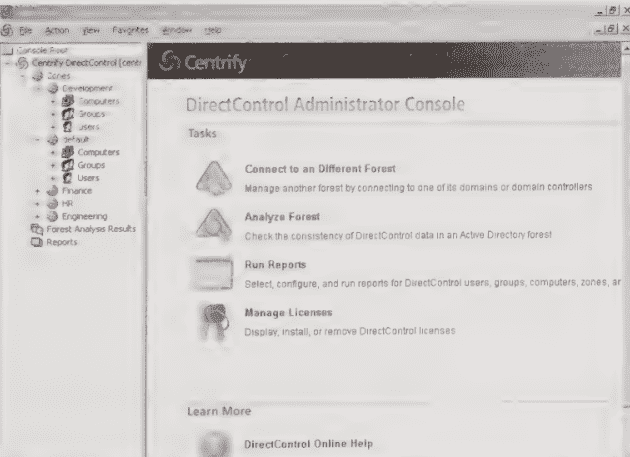 File Action View Favorites Window Help
Console Root
Centrify DirectControl [centr
Zones
Development
Computers
Groups
Users
default
Computers
Groups
Users
Finance
HR
Engineering
Forest Analysis Results
Reports
Centrify
DirectControl Administrator Console
Tasks
Connect to an Different Forest
Manage another forest by connecting to one of its domains or domain controllers
Analyze Forest
Check the consistency of DirectControl data in an Active Directory forest
Run Reports
Select, configure, and run reports for DirectControl users, groups, computers, zones, ar
Manage Licenses
Display, install, or remove DirectControl licenses
Learn More
DirectControl Online Help